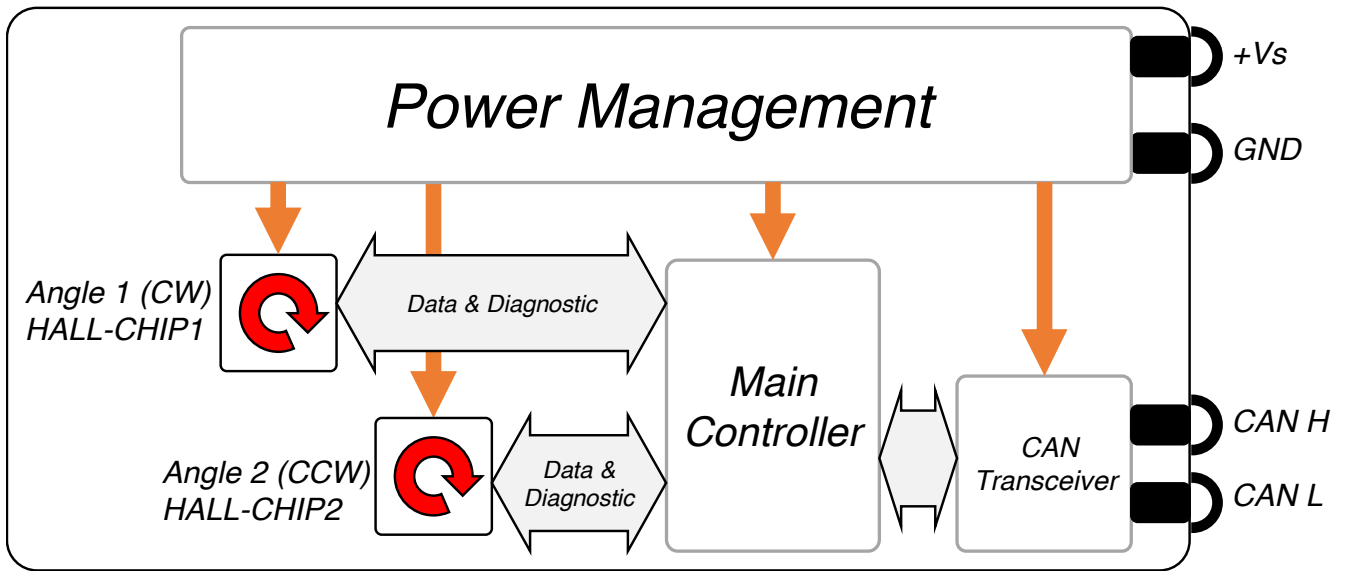 Power Management
+Vs
GND
Angle 1 (CW)
HALL-CHIP1
Data & Diagnostic
Main
Controller
Angle 2 (CCW)
HALL-CHIP2
Data &
Diagnostic
CAN
Transceiver
CAN H
CAN L